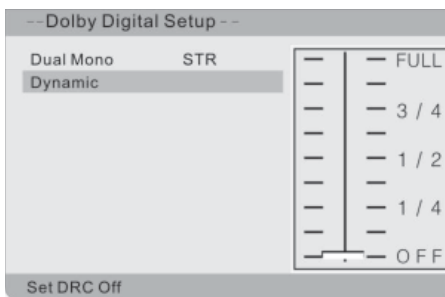 --Dolby Digital Setup--
Dual Mono STR
Dynamic
FULL
3 / 4
1 / 2
1 / 4
OFF
Set DRC Off